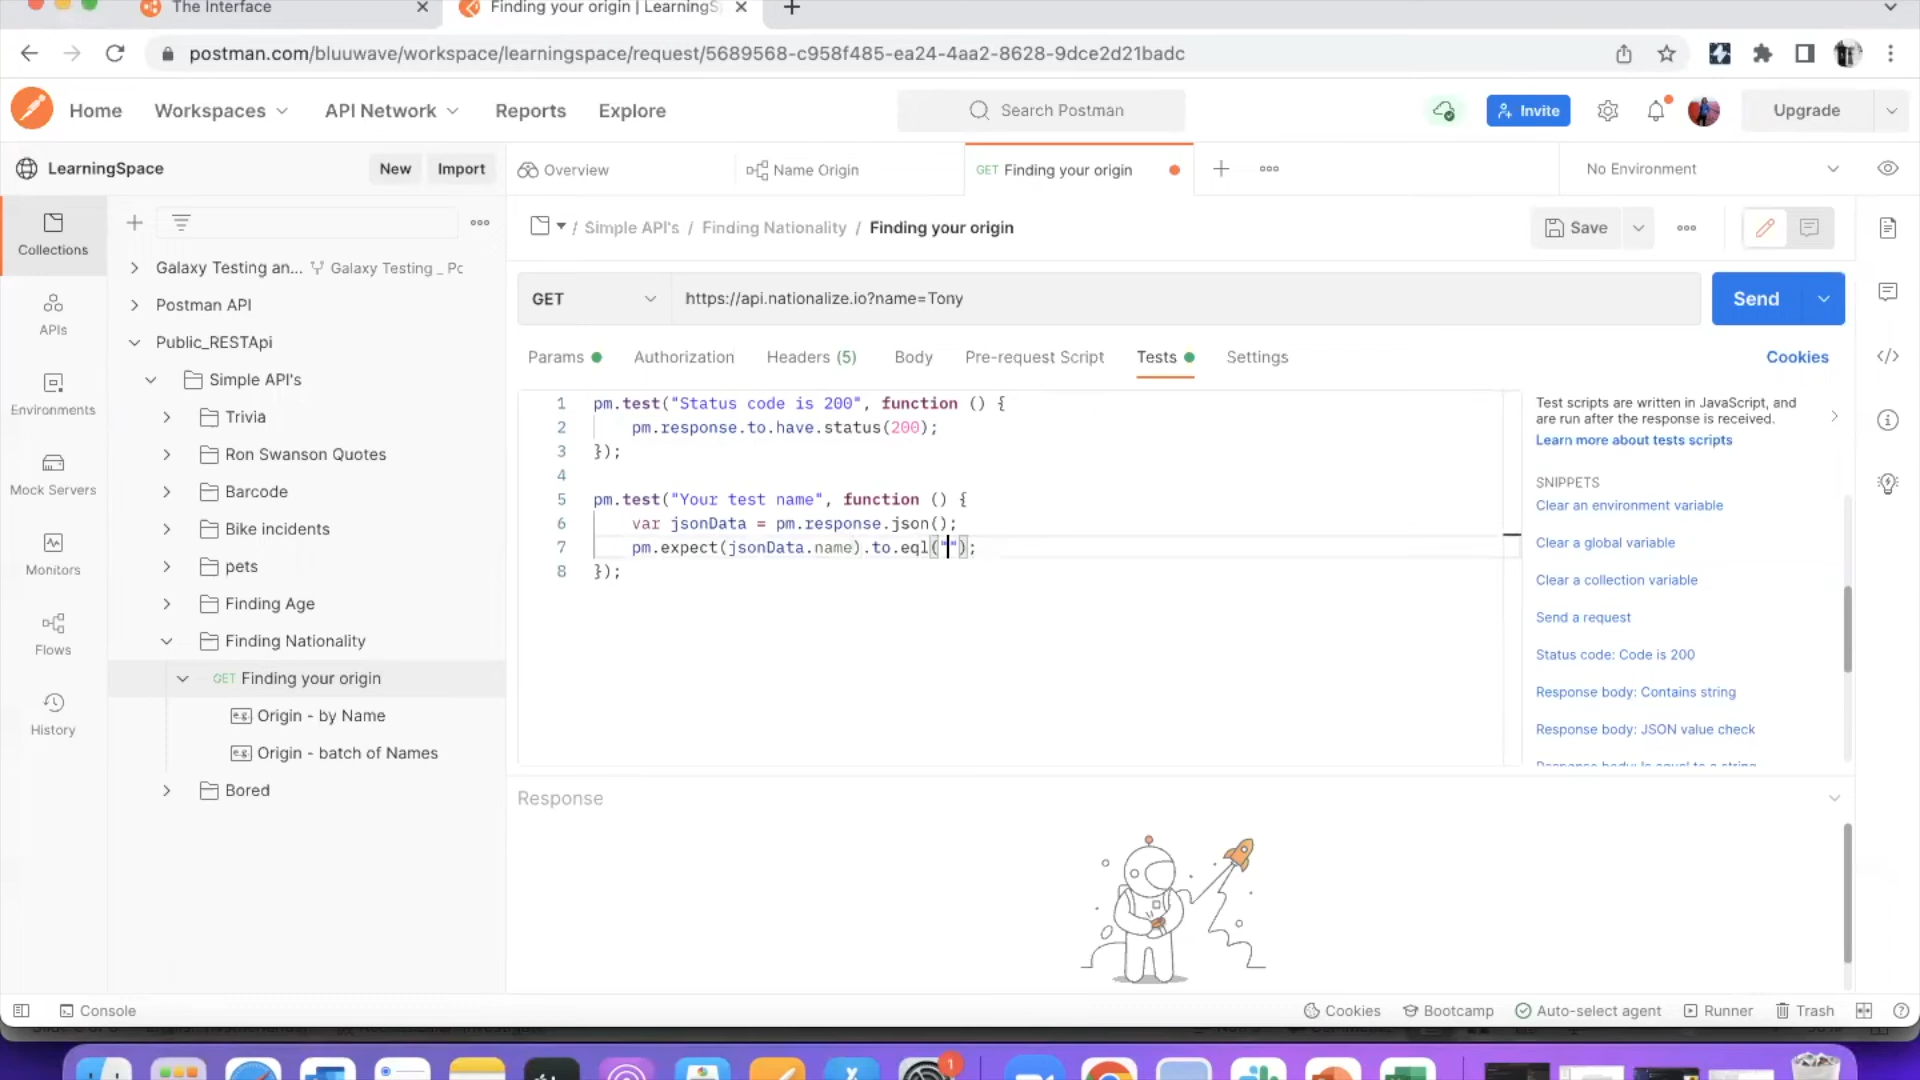 The Interface
Finding your origin | LearningS
postman.com/bluuwave/workspace/learningspace/request/5689568-c958f485-ea24-4aa2-8628-9dce2d21badc
Home
Workspaces
API Network
Reports
Explore
Search Postman
Invite
Upgrade
LearningSpace
New
Import
Overview
Name Origin
GET Finding your origin
No Environment
Collections
APIs
Environments
Mock Servers
Monitors
Flows
History
Galaxy Testing an...
Galaxy Testing _ Pc
Postman API
Public_RESTApi
Simple API's
Trivia
Ron Swanson Quotes
Barcode
Bike incidents
pets
Finding Age
Finding Nationality
GET Finding your origin
e.g. Origin - by Name
e.g. Origin - batch of Names
Bored
/ Simple API's / Finding Nationality / Finding your origin
Save
GET
https://api.nationalize.io?name=Tony
Send
Params
Authorization
Headers (5)
Body
Pre-request Script
Tests
Settings
Cookies
1 pm.test("Status code is 200", function () {
2 pm.response.to.have.status(200);
3 });
4
5 pm.test("Your test name", function () {
6 var jsonData = pm.response.json();
7 pm.expect(jsonData.name).to.eql("");
8 });
Test scripts are written in JavaScript, and
are run after the response is received.
Learn more about tests scripts
SNIPPETS
Clear an environment variable
Clear a global variable
Clear a collection variable
Send a request
Status code: Code is 200
Response body: Contains string
Response body: JSON value check
Response body: Is equal to a string
Response
Console
Cookies
Bootcamp
Auto-select agent
Runner
Trash
1